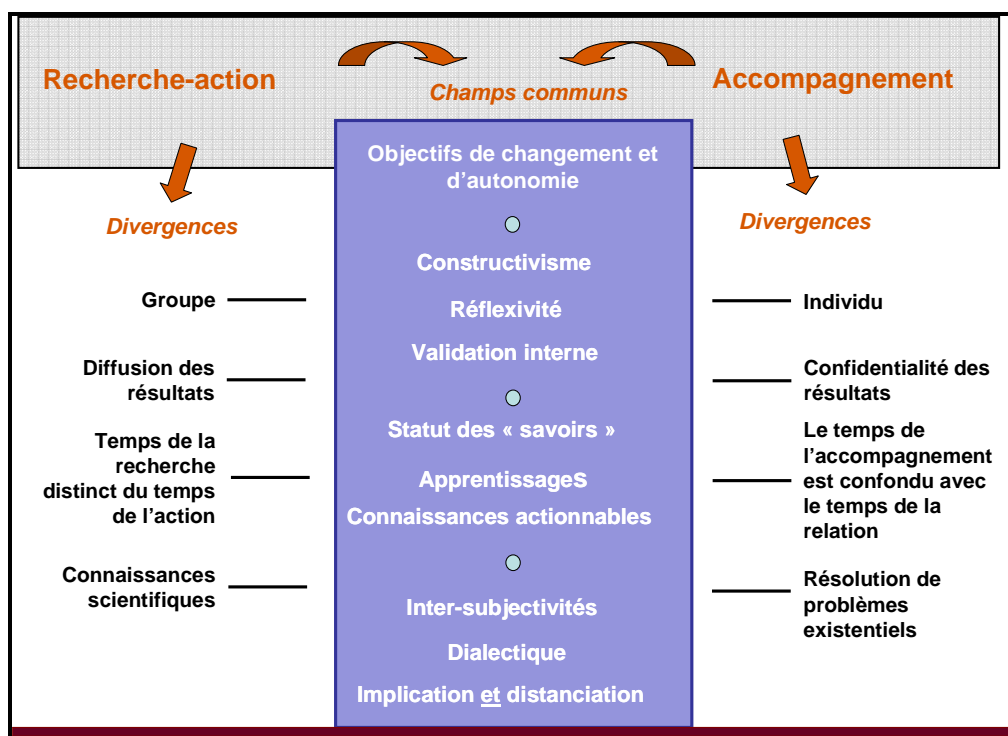 Recherche-action
Champs communs
Accompagnement
Divergences
Groupe
Diffusion des
résultats
Temps de la
recherche
distinct du temps
de l'action
Connaissances
scientifiques
Objectifs de changement et
d'autonomie
Constructivisme
Réflexivité
Validation interne
Statut des « savoirs »
Apprentissages
Connaissances actionnables
Inter-subjectivités
Dialectique
Implication et distanciation
Divergences
Individu
Confidentialité des
résultats
Le temps de
l'accompagnement
est confondu avec
le temps de la
relation
Résolution de
problèmes
existentiels